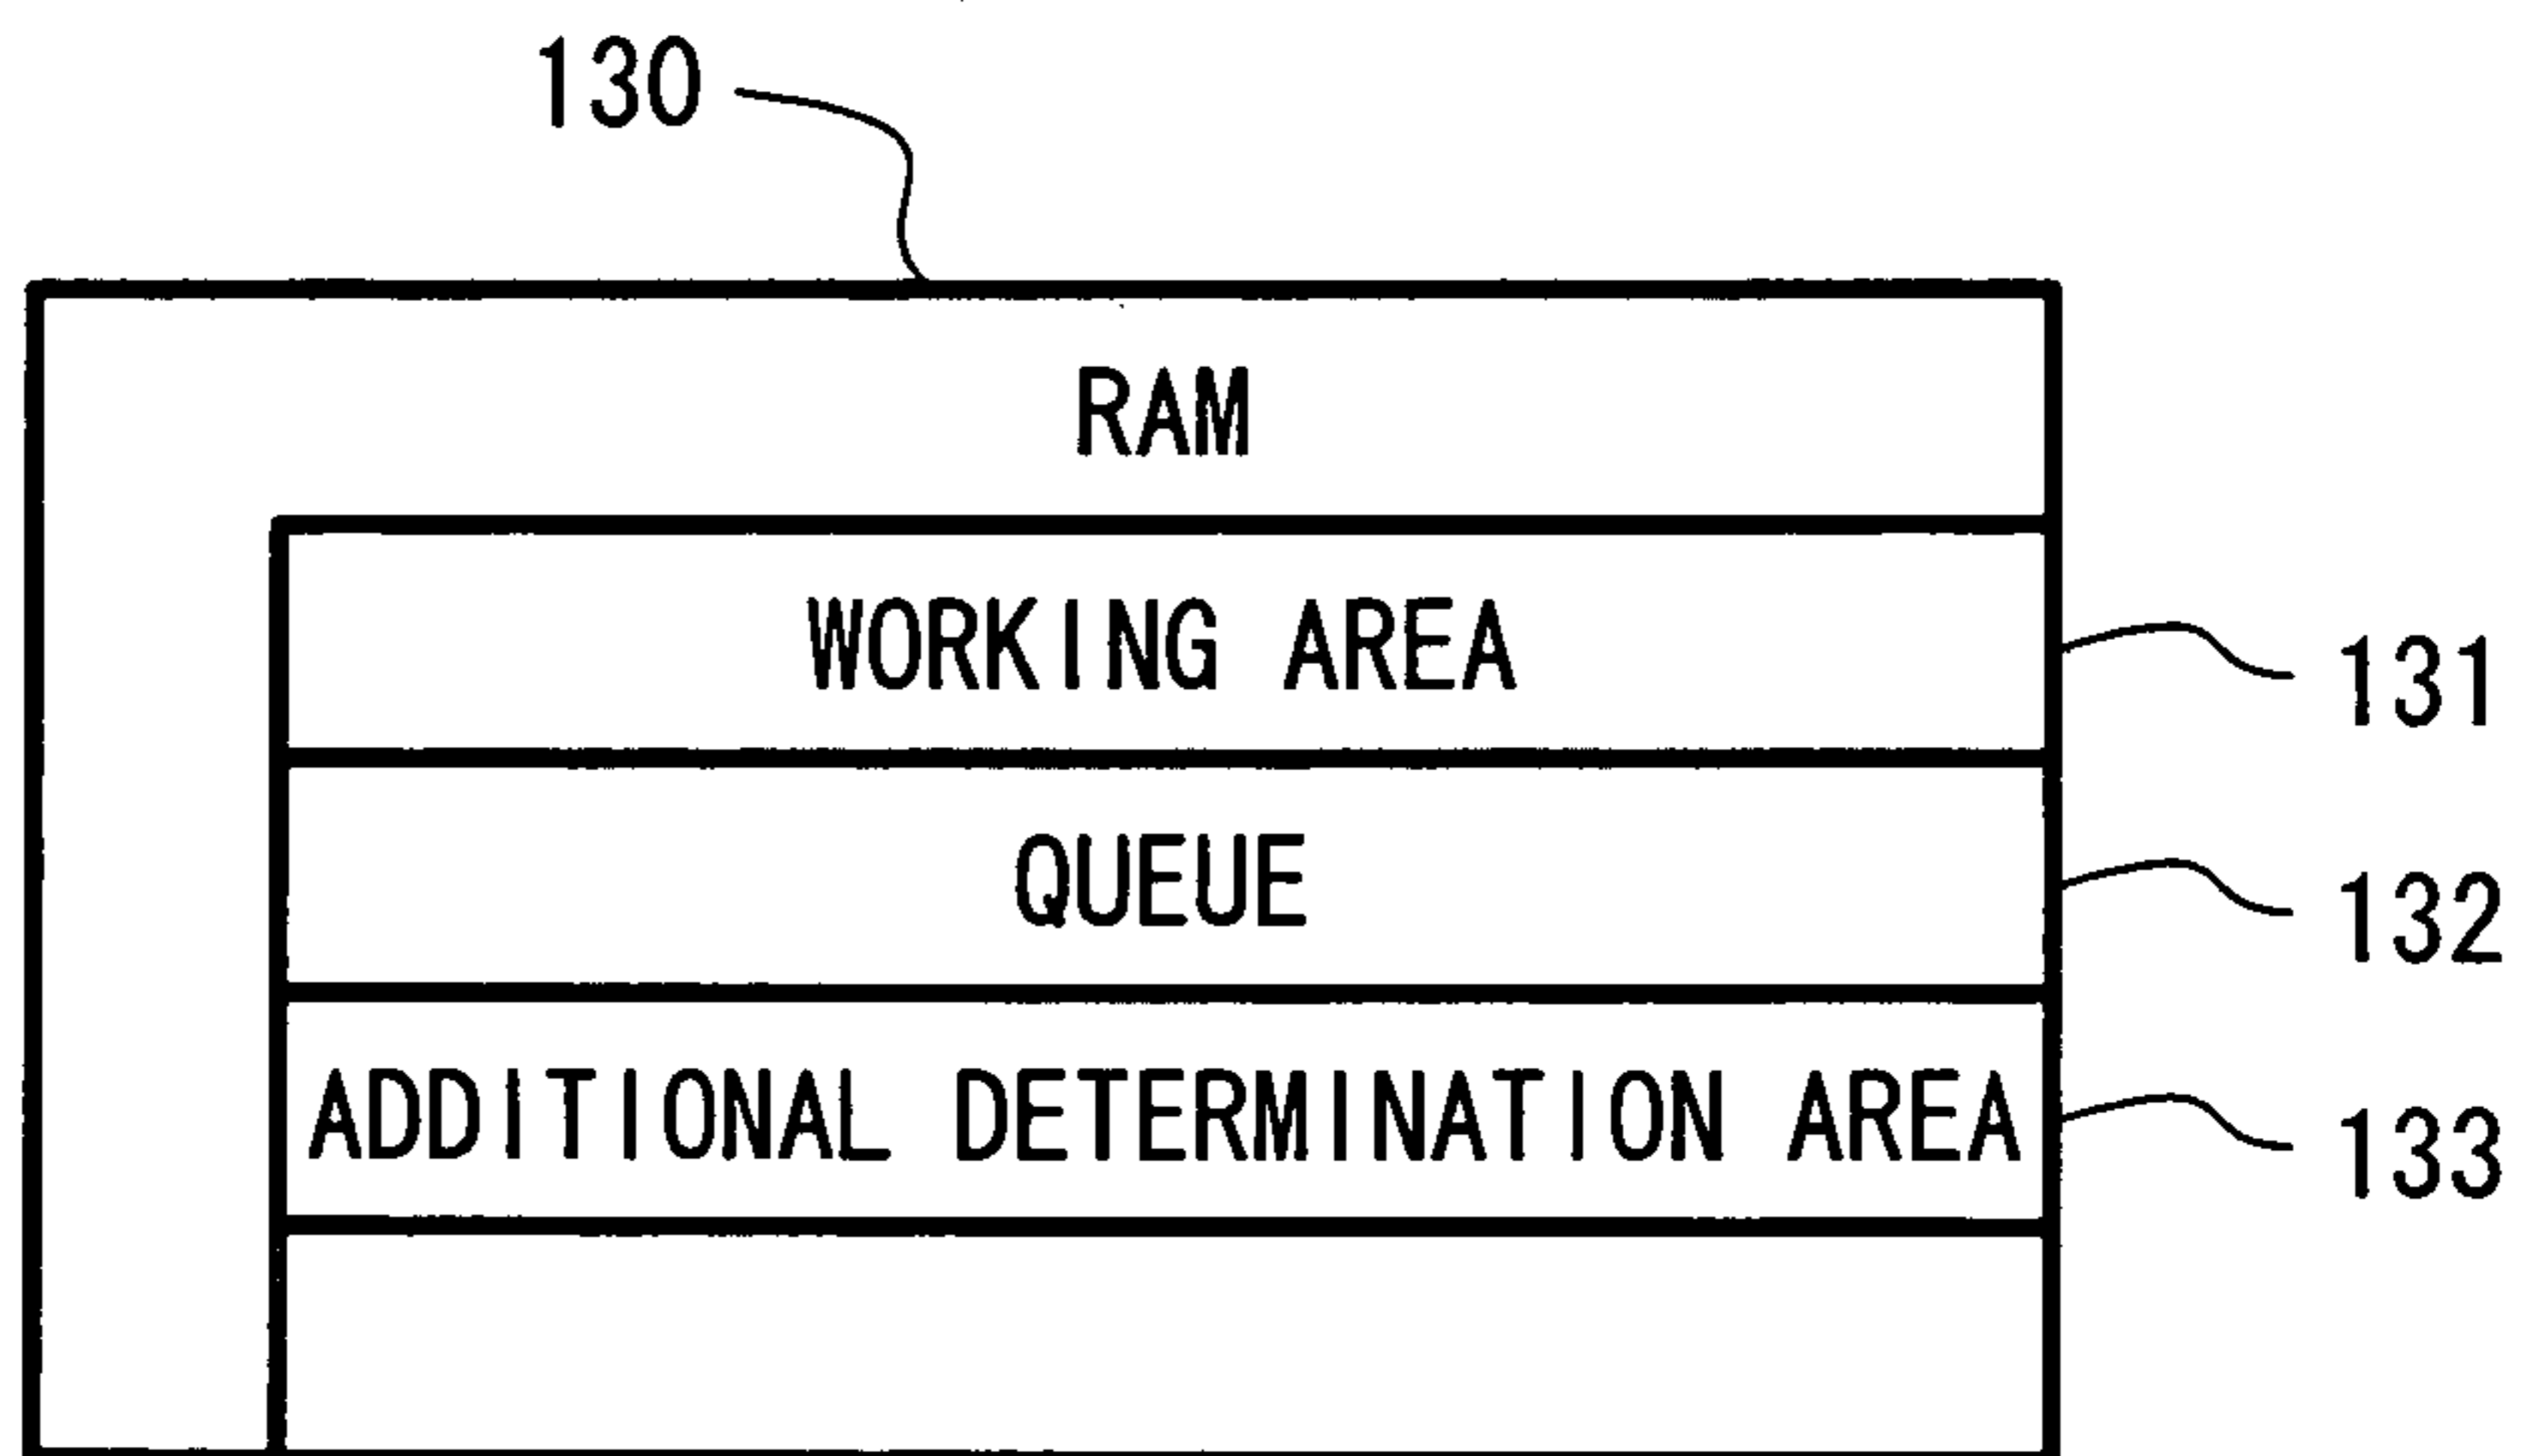 130
RAM
WORKING AREA
131
QUEUE
132
ADDITIONAL DETERMINATION AREA
133